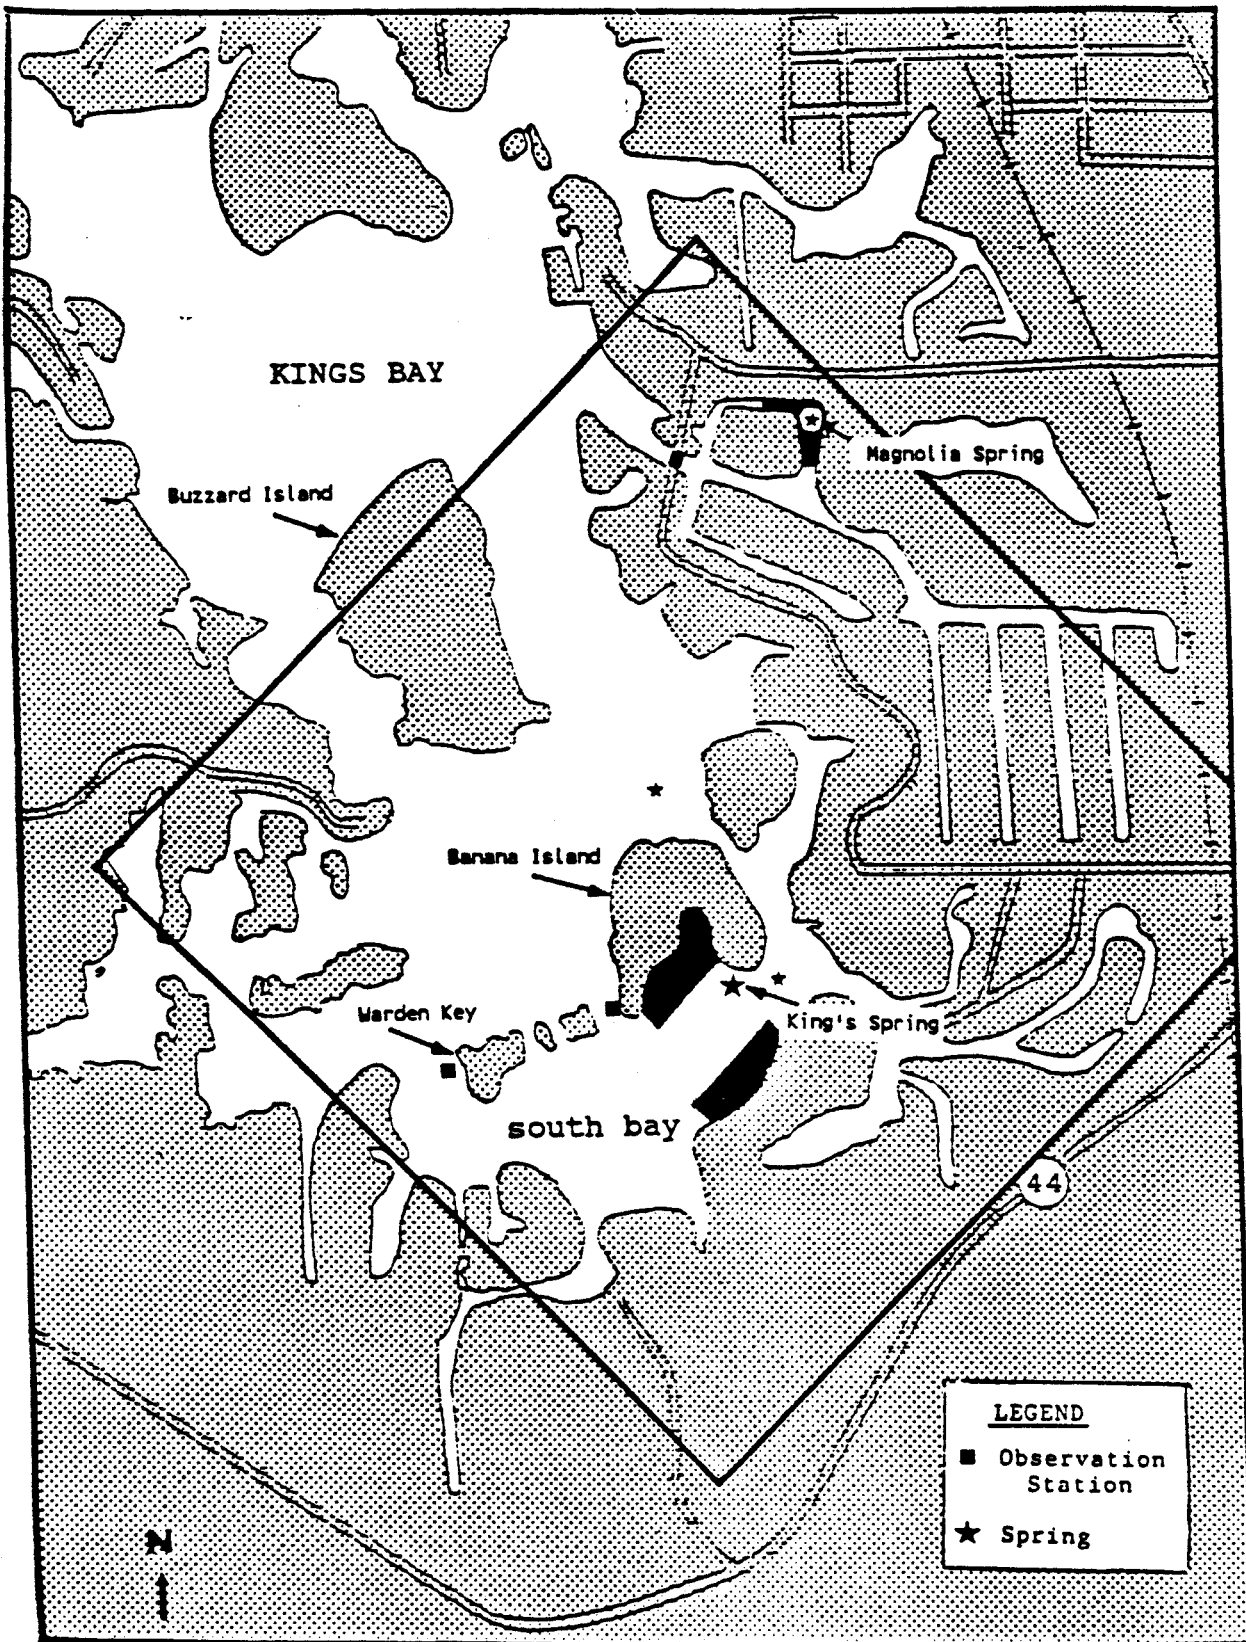 KINGS BAY
Magnolia Spring
Buzzard Island
Banana Island
Warden Key
King's Spring
south bay
44
LEGEND
Observation
Station
Spring
N